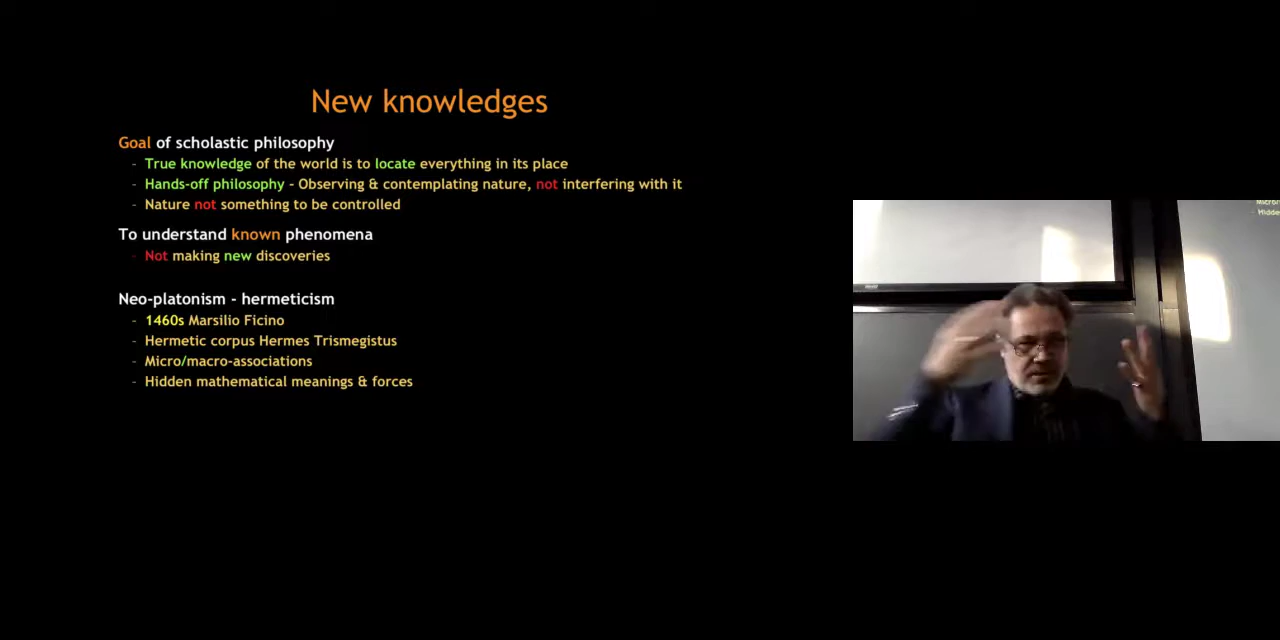 New knowledges
Goal of scholastic philosophy
- True knowledge of the world is to locate everything in its place
- Hands-off philosophy - Observing & contemplating nature, not interfering with it
- Nature not something to be controlled
To understand known phenomena
- Not making new discoveries
Neo-platonism - hermeticism
- 1460s Marsilio Ficino
- Hermetic corpus Hermes Trismegistus
- Micro/macro-associations
- Hidden mathematical meanings & forces